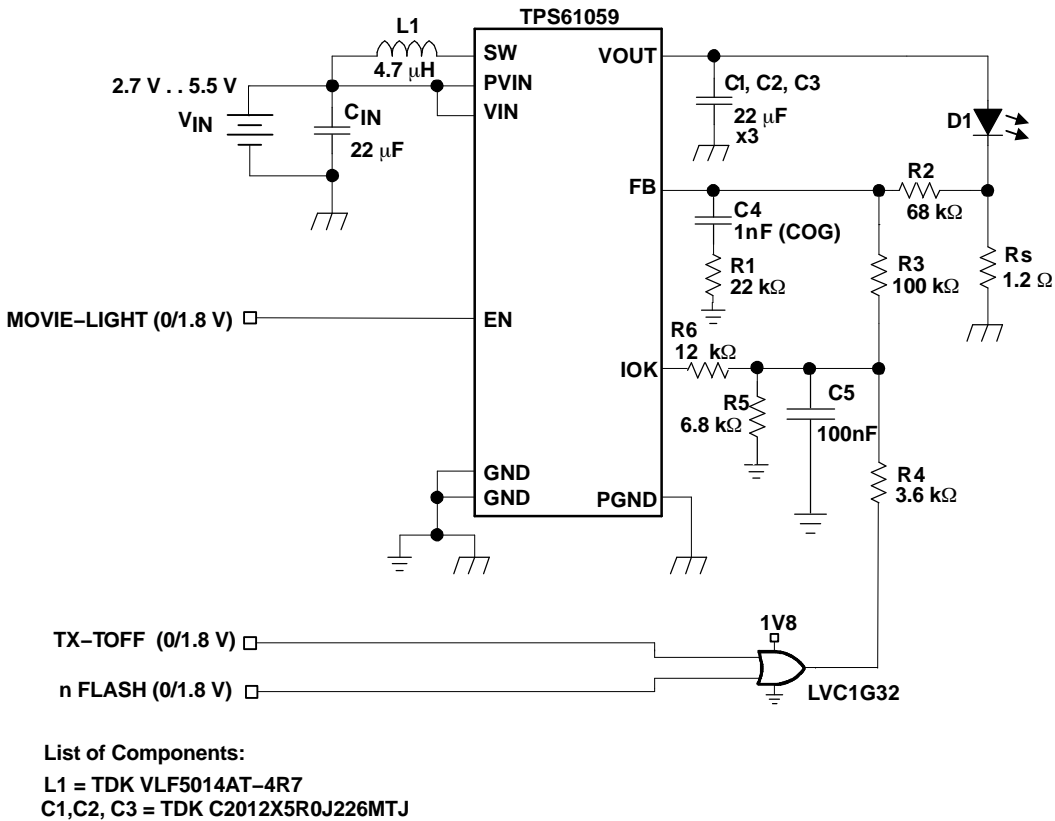 TPS61059
L1
4.7 μH
SW
PVIN
VIN
VOUT
2.7 V . . 5.5 V
VIN
CIN
22 μF
C1, C2, C3
22 μF
x3
D1
FB
R2
68 kΩ
C4
1nF (COG)
R1
22 kΩ
R3
100 kΩ
Rs
1.2 Ω
MOVIE–LIGHT (0/1.8 V)
EN
R6
12 kΩ
IOK
R5
6.8 kΩ
C5
100nF
R4
3.6 kΩ
GND
GND
PGND
1V8
TX–TOFF (0/1.8 V)
n FLASH (0/1.8 V)
LVC1G32
List of Components:
L1 = TDK VLF5014AT–4R7
C1,C2, C3 = TDK C2012X5R0J226MTJ